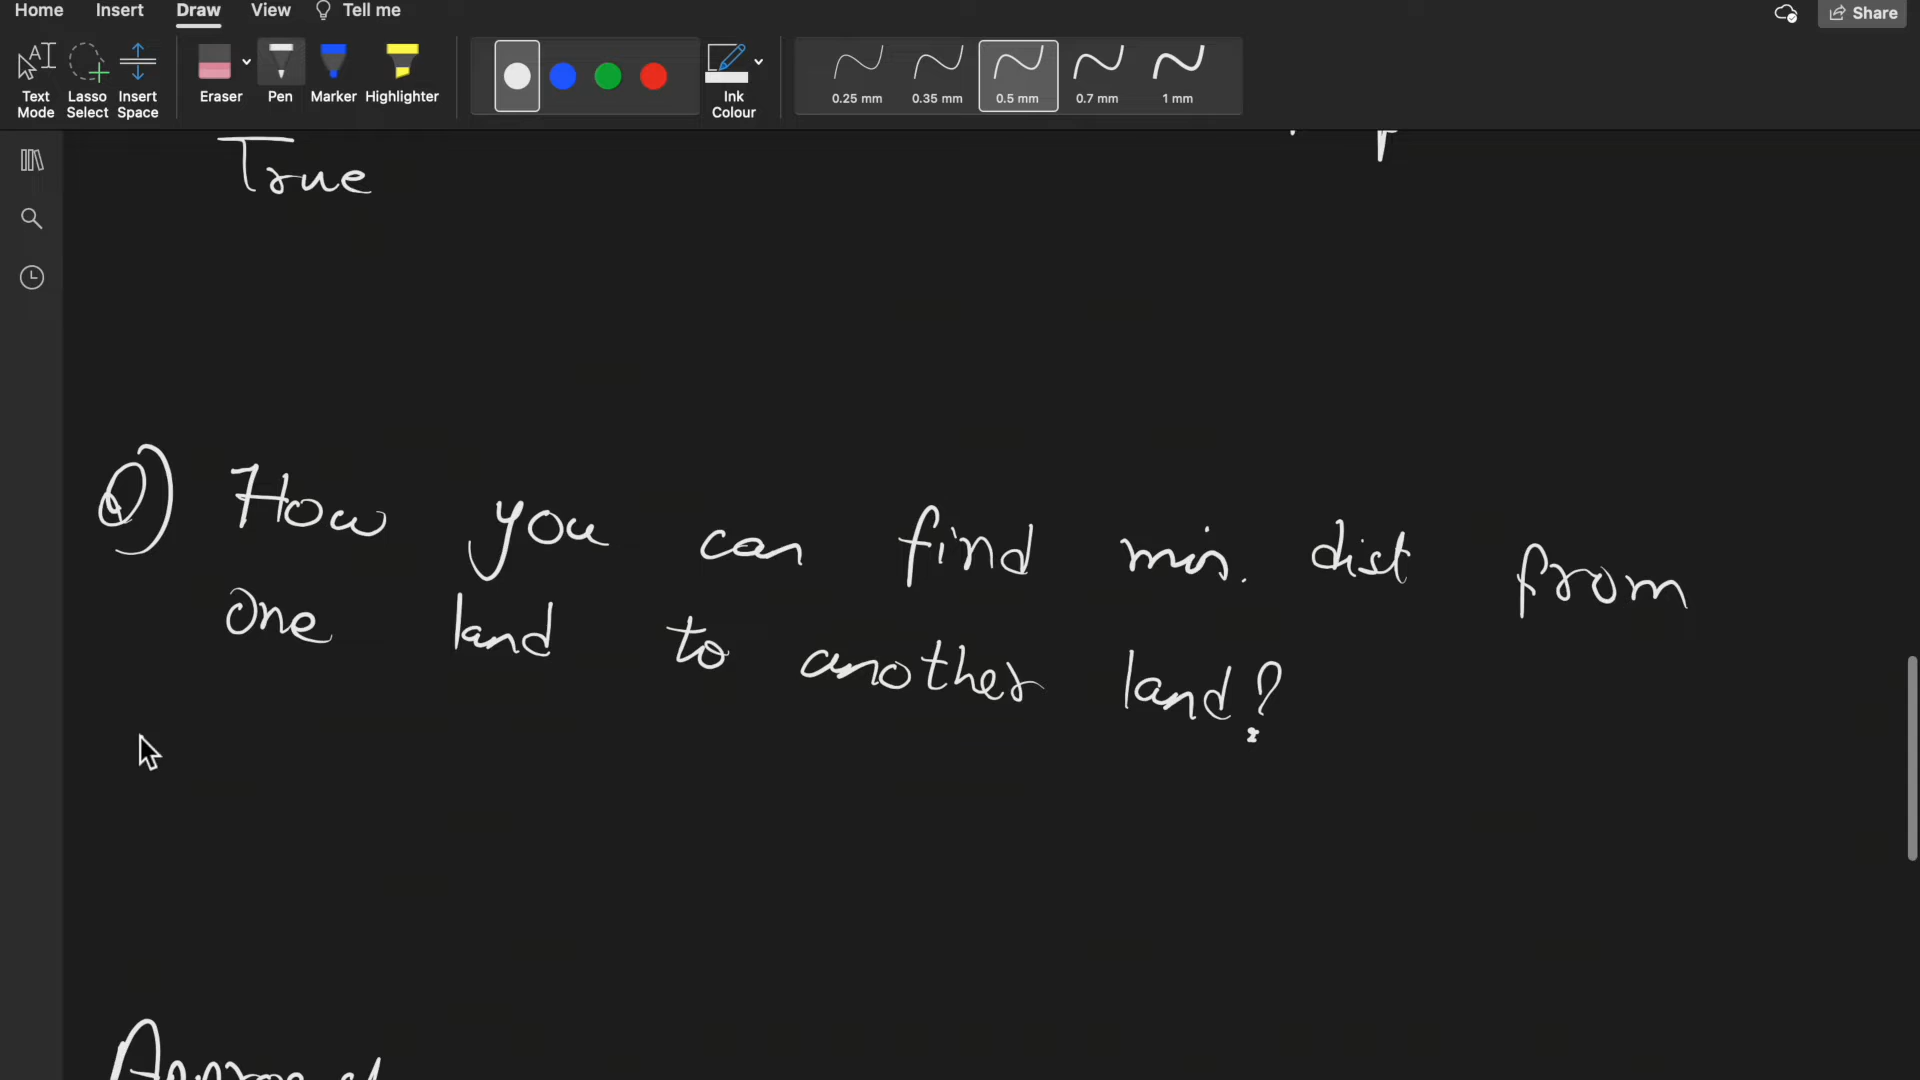 Home Insert Draw View Tell me
Share
Text Mode
Lasso Select
Insert Space
Eraser
Pen
Marker
Highlighter
Ink Colour
0.25 mm
0.35 mm
0.5 mm
0.7 mm
1 mm
True
Q) How you can find min. dist from
one land to another land?